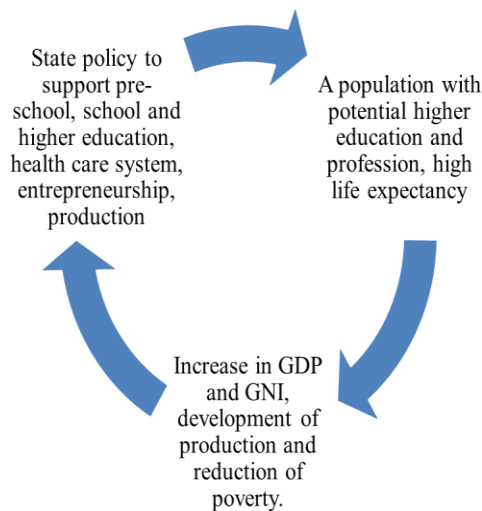 State policy to
support pre-
school, school and
higher education,
health care system,
entrepreneurship,
production
A population with
potential higher
education and
profession, high
life expectancy
Increase in GDP
and GNI,
development of
production and
reduction of
poverty.